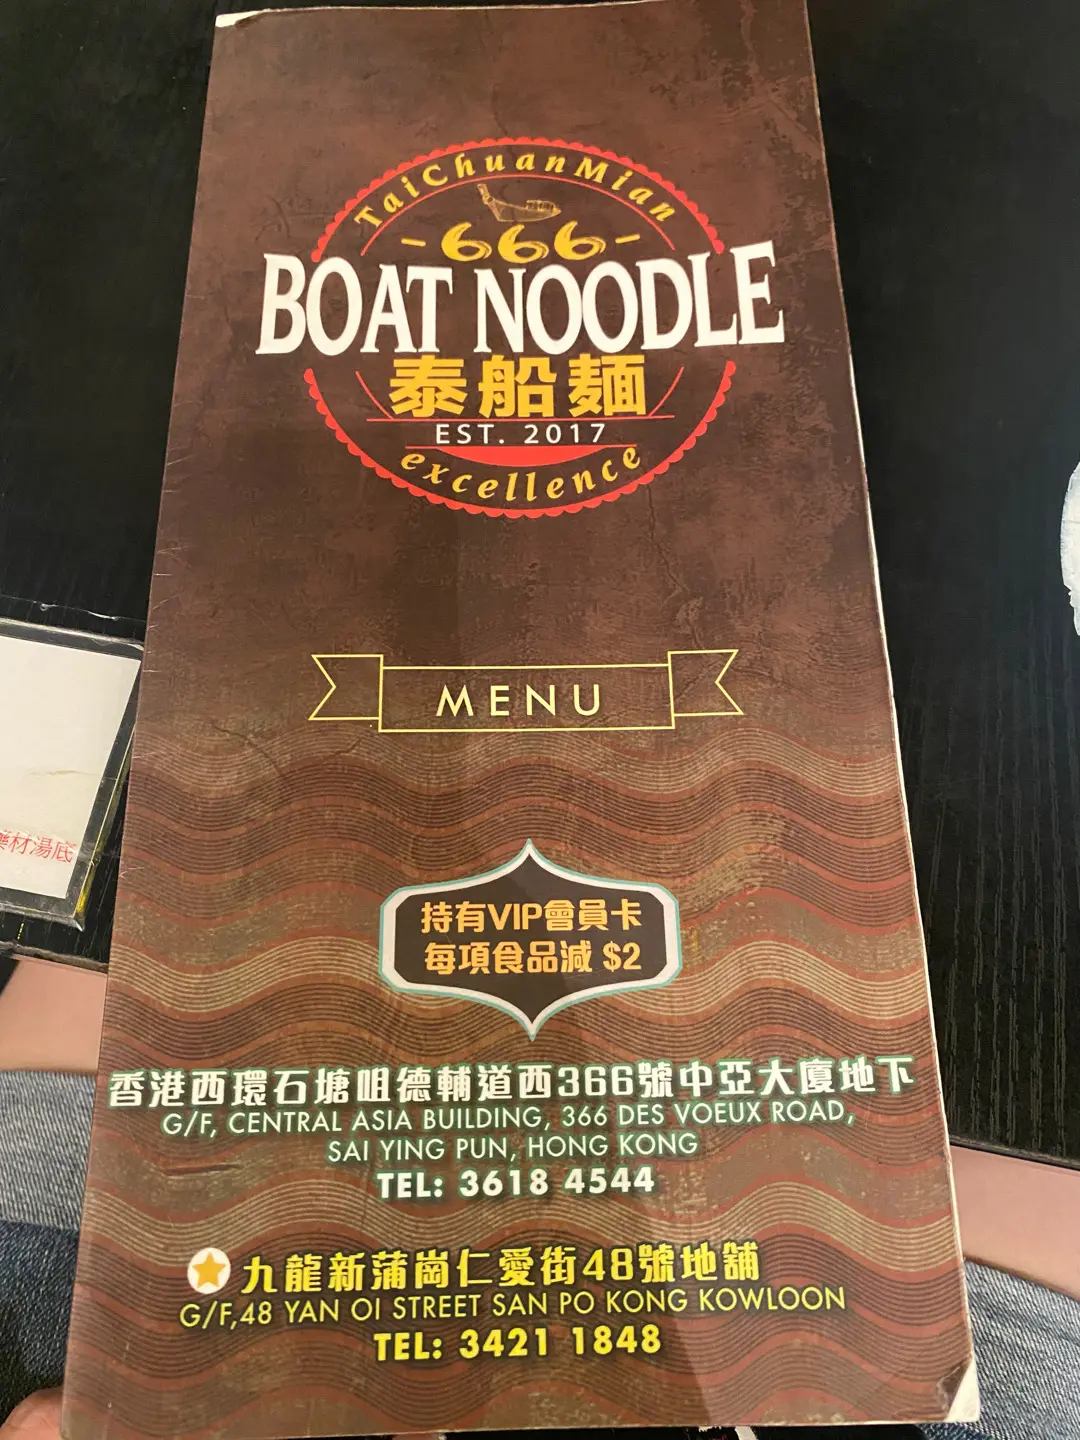 TaiChuanMian
-666-
BOAT NOODLE
泰船麵
EST. 2017
excellence
MENU
持有VIP會員卡
每項食品減 $2
香港西環石塘咀德輔道西366號中亞大廈地下
G/F, CENTRAL ASIA BUILDING, 366 DES VOEUX ROAD,
SAI YING PUN, HONG KONG
TEL: 3618 4544
九龍新蒲崗仁愛街48號地舖
G/F,48 YAN OI STREET SAN PO KONG KOWLOON
TEL: 3421 1848
藥材湯底